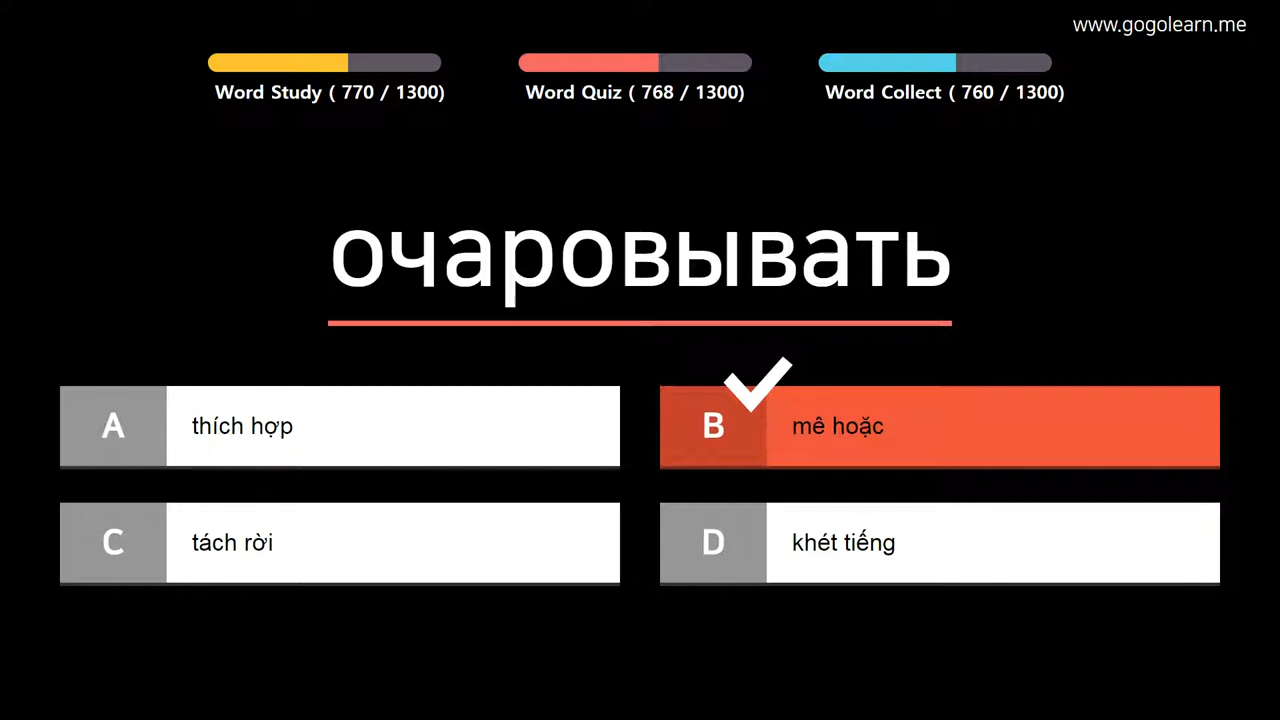 www.gogolearn.me
Word Study ( 770 / 1300)
Word Quiz ( 768 / 1300)
Word Collect ( 760 / 1300)
очаровывать
A thích hợp
B mê hoặc
C tách rời
D khét tiếng